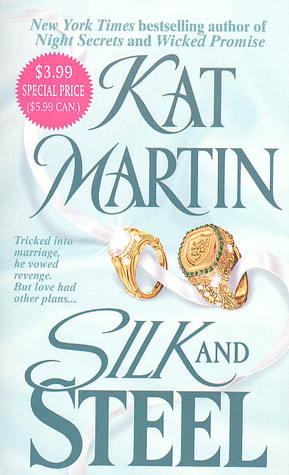 New York Times bestselling author of
Night Secrets and Wicked Promise
$3.99
SPECIAL PRICE
($5.99 CAN.)
KAT
MARTIN
Tricked into
marriage,
he vowed
revenge.
But love had
other plans...
SILK AND
STEEL